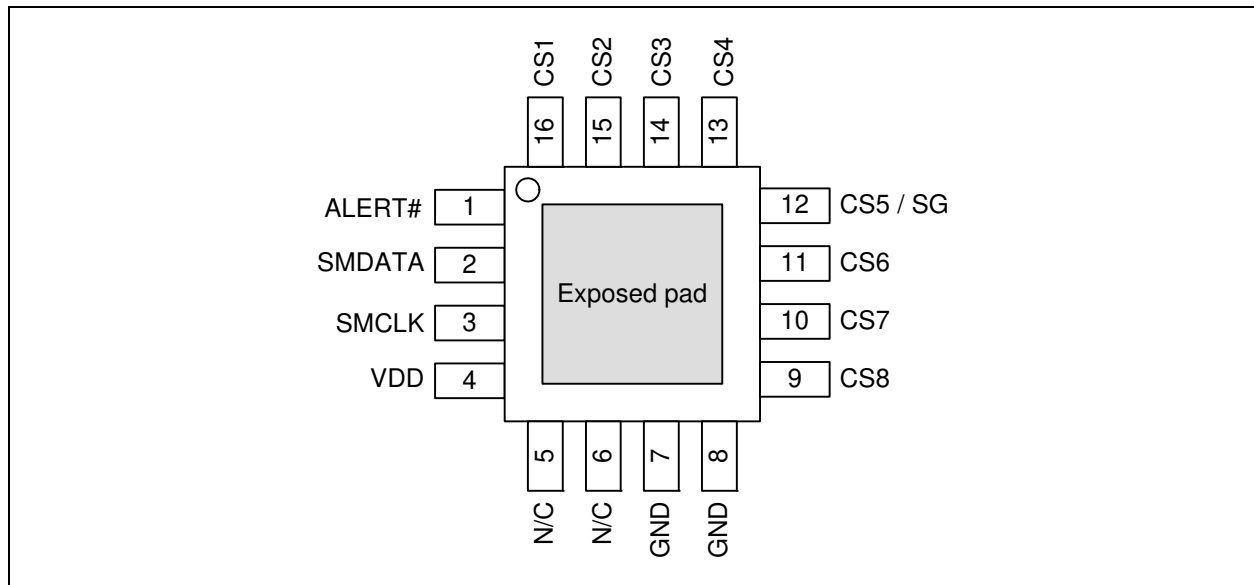 CS1 CS2 CS3 CS4
16 15 14 13
ALERT# 1 12 CS5 / SG
SMDATA 2 11 CS6
Exposed pad
SMCLK 3 10 CS7
VDD 4 9 CS8
5 6 7 8
N/C N/C GND GND